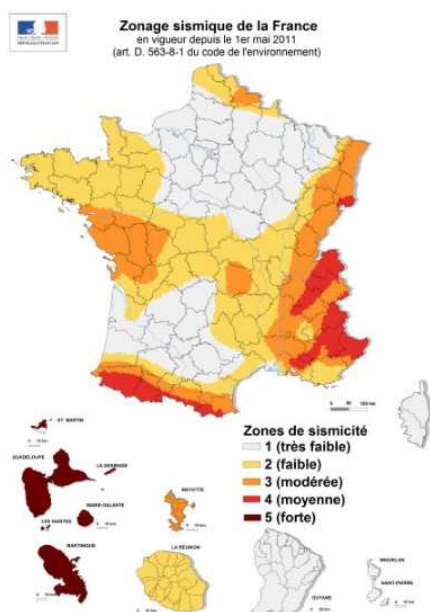 Zonage sismique de la France
en vigueur depuis le 1er mai 2011
(art. D. 563-8-1 du code de l'environnement)
Zones de sismicité
1 (très faible)
2 (faible)
3 (modérée)
4 (moyenne)
5 (forte)
ST MARTIN
GUADELOUPE
LA DESIRADE
MARIE-GALANTE
LES SAINTES
MARTINIQUE
MAYOTTE
LA REUNION
GUYANE
MIQUELON
SAINT-PIERRE